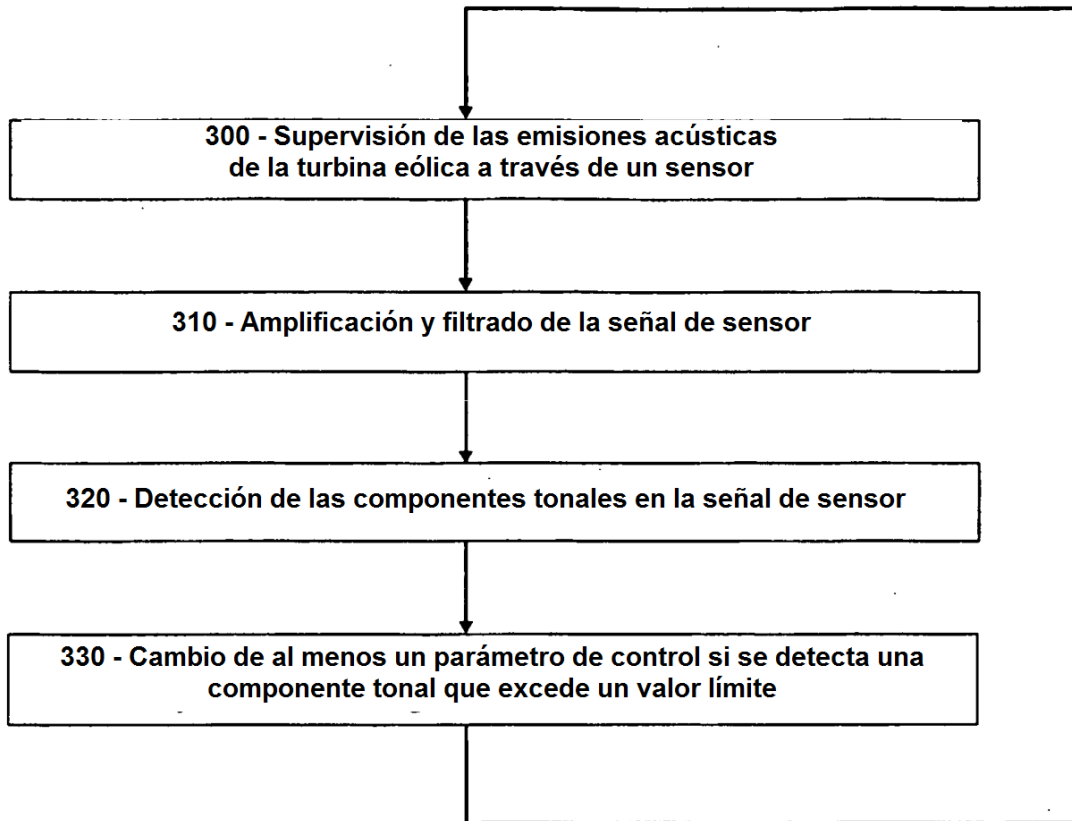 300 - Supervisión de las emisiones acústicas
de la turbina eólica a través de un sensor
310 - Amplificación y filtrado de la señal de sensor
320 - Detección de las componentes tonales en la señal de sensor
330 - Cambio de al menos un parámetro de control si se detecta una
componente tonal que excede un valor límite